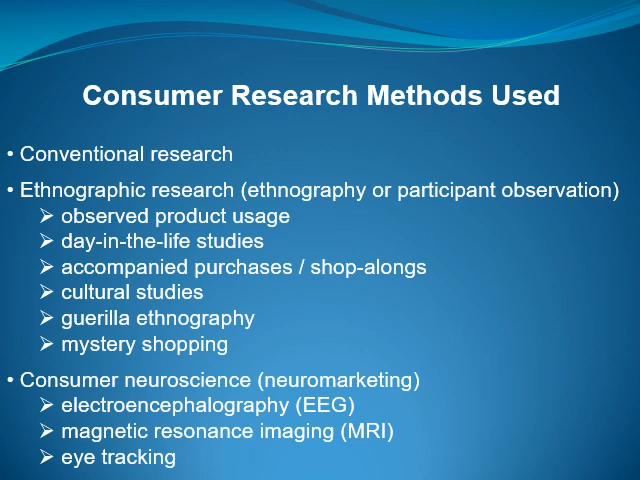 Consumer Research Methods Used
• Conventional research
• Ethnographic research (ethnography or participant observation)
➢ observed product usage
➢ day-in-the-life studies
➢ accompanied purchases / shop-alongs
➢ cultural studies
➢ guerilla ethnography
➢ mystery shopping
• Consumer neuroscience (neuromarketing)
➢ electroencephalography (EEG)
➢ magnetic resonance imaging (MRI)
➢ eye tracking